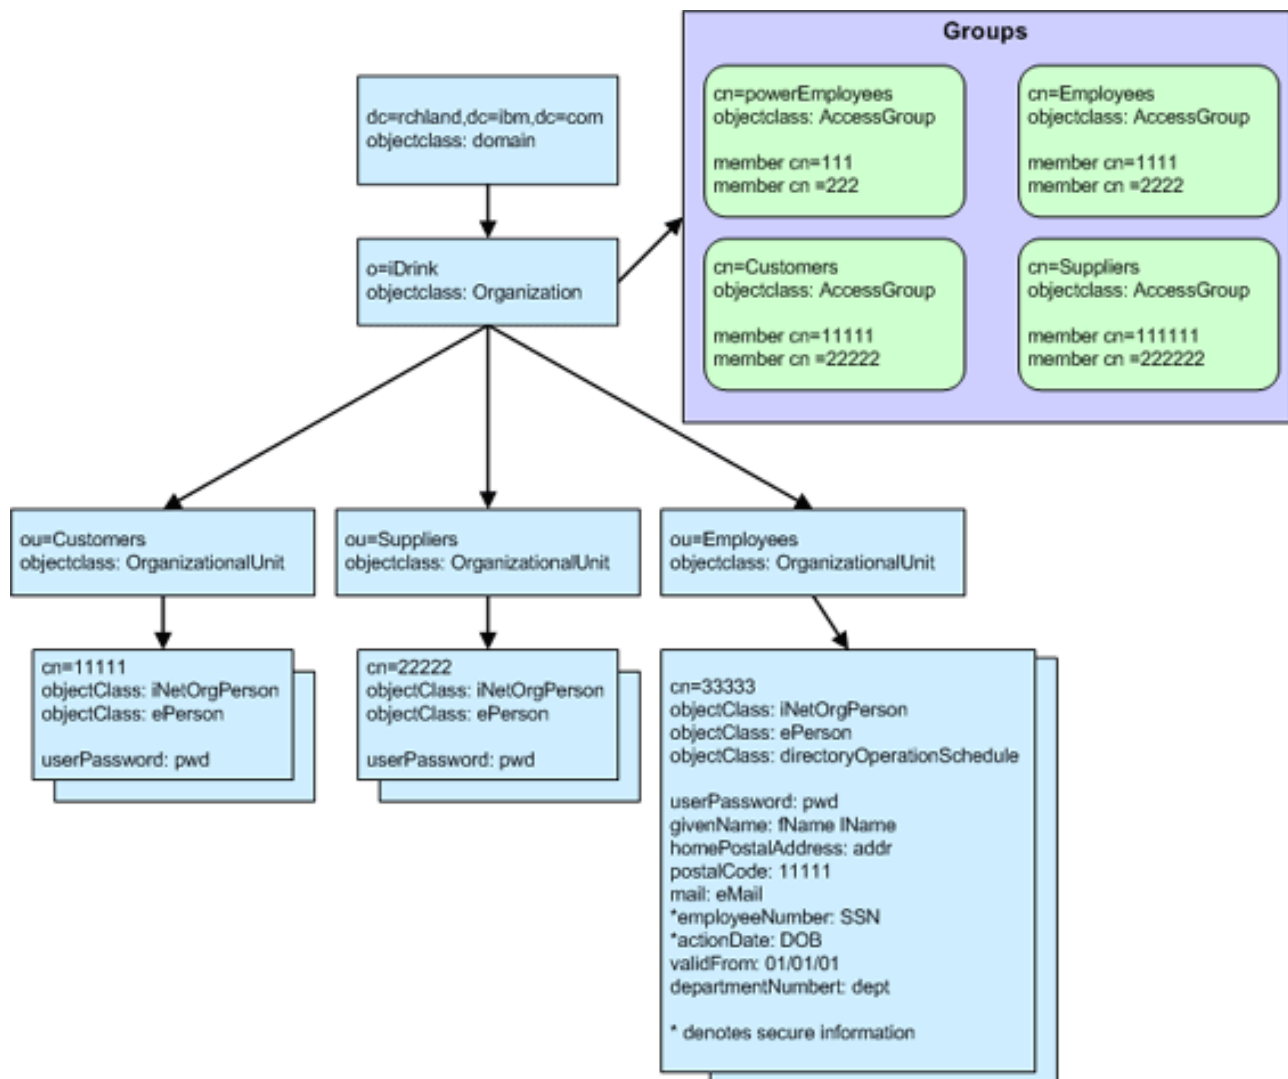 Groups
cn=powerEmployees
objectclass: AccessGroup
member cn=111
member cn =222
cn=Employees
objectclass: AccessGroup
member cn=1111
member cn =2222
cn=Customers
objectclass: AccessGroup
member cn=11111
member cn =22222
cn=Suppliers
objectclass: AccessGroup
member cn=111111
member cn =222222
dc=rchland,dc=ibm,dc=com
objectclass: domain
o=iDrink
objectclass: Organization
ou=Customers
objectclass: OrganizationalUnit
ou=Suppliers
objectclass: OrganizationalUnit
ou=Employees
objectclass: OrganizationalUnit
cn=11111
objectClass: iNetOrgPerson
objectClass: ePerson
userPassword: pwd
cn=22222
objectClass: iNetOrgPerson
objectClass: ePerson
userPassword: pwd
cn=33333
objectClass: iNetOrgPerson
objectClass: ePerson
objectClass: directoryOperationSchedule
userPassword: pwd
givenName: fName lName
homePostalAddress: addr
postalCode: 11111
mail: eMail
*employeeNumber: SSN
*actionDate: DOB
validFrom: 01/01/01
departmentNumbert: dept
* denotes secure information